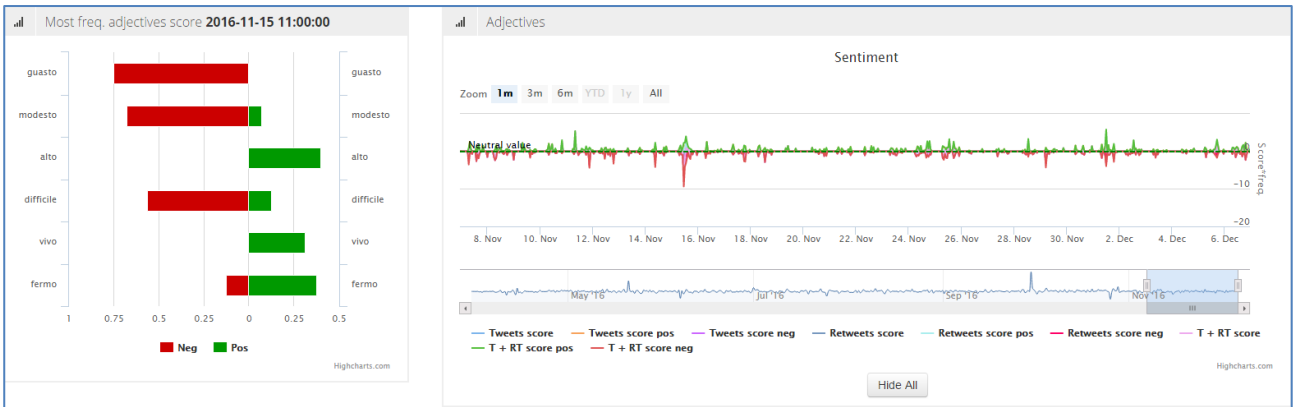 Most freq. adjectives score 2016-11-15 11:00:00
guasto guasto
modesto modesto
alto alto
difficile difficile
vivo vivo
fermo fermo
1 0.75 0.5 0.25 0 0.25 0.5
Neg Pos
Highcharts.com
Adjectives
Sentiment
Zoom 1m 3m 6m YTD 1y All
Neutral value 0
-10
-20
Score*freq.
8. Nov 10. Nov 12. Nov 14. Nov 16. Nov 18. Nov 20. Nov 22. Nov 24. Nov 26. Nov 28. Nov 30. Nov 2. Dec 4. Dec 6. Dec
May '16 Jul '16 Sep '16 Nov '16
Tweets score Tweets score pos Tweets score neg Retweets score Retweets score pos Retweets score neg T + RT score
T + RT score pos T + RT score neg
Highcharts.com
Hide All